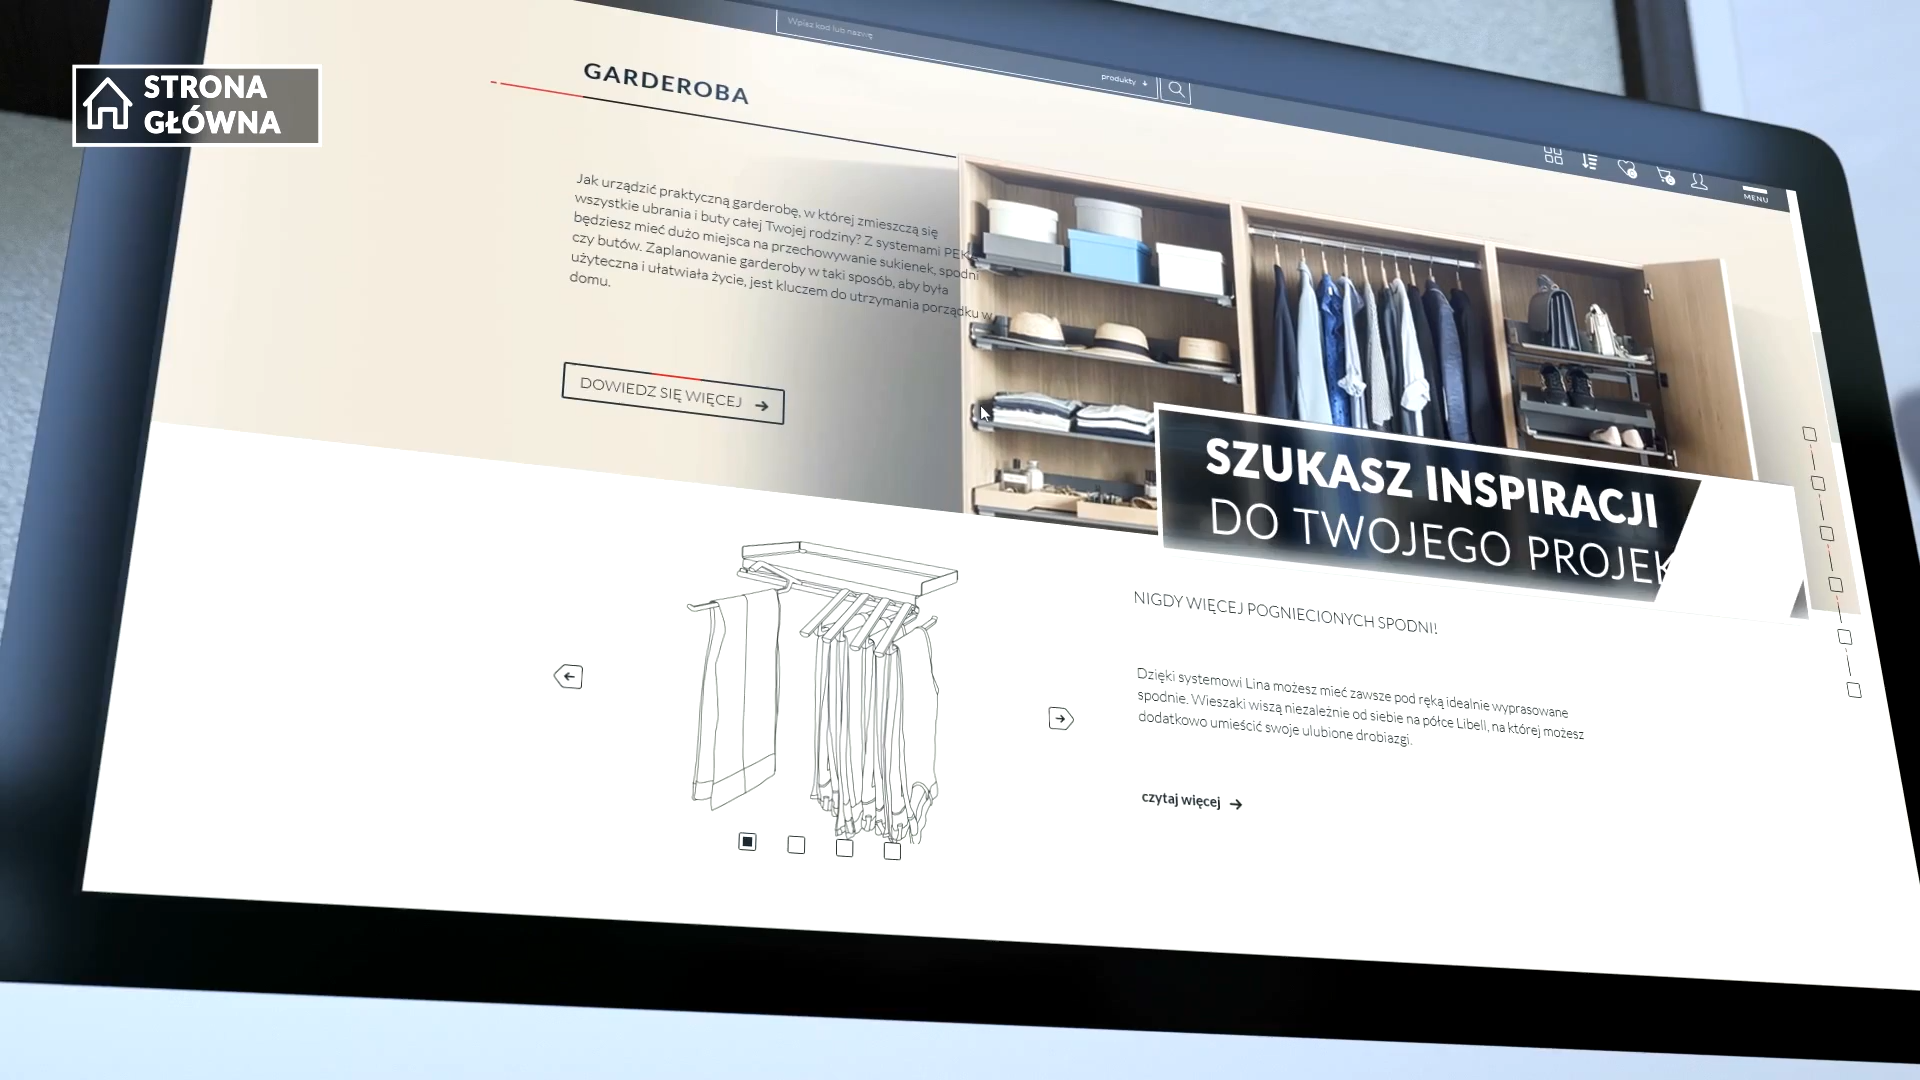 STRONA
GŁÓWNA
Wpisz kod lub nazwę
produkty
MENU
GARDEROBA
Jak urządzić praktyczną garderobę, w której zmieszczą się
wszystkie ubrania i buty całej Twojej rodziny? Z systemami
będziesz mieć dużo miejsca na przechowywanie sukienek, spodni
czy butów. Zaplanowanie garderoby w taki sposób, aby była
użyteczna i ułatwiała życie, jest kluczem do utrzymania porządku w
domu.
DOWIEDZ SIĘ WIĘCEJ
SZUKASZ INSPIRACJI
DO TWOJEGO PROJEK
NIGDY WIĘCEJ POGNIECIONYCH SPODNI!
Dzięki systemowi Lina możesz mieć zawsze pod ręką idealnie wyprasowane
spodnie. Wieszaki wiszą niezależnie od siebie na półce Libell, na której możesz
dodatkowo umieścić swoje ulubione drobiazgi.
czytaj więcej